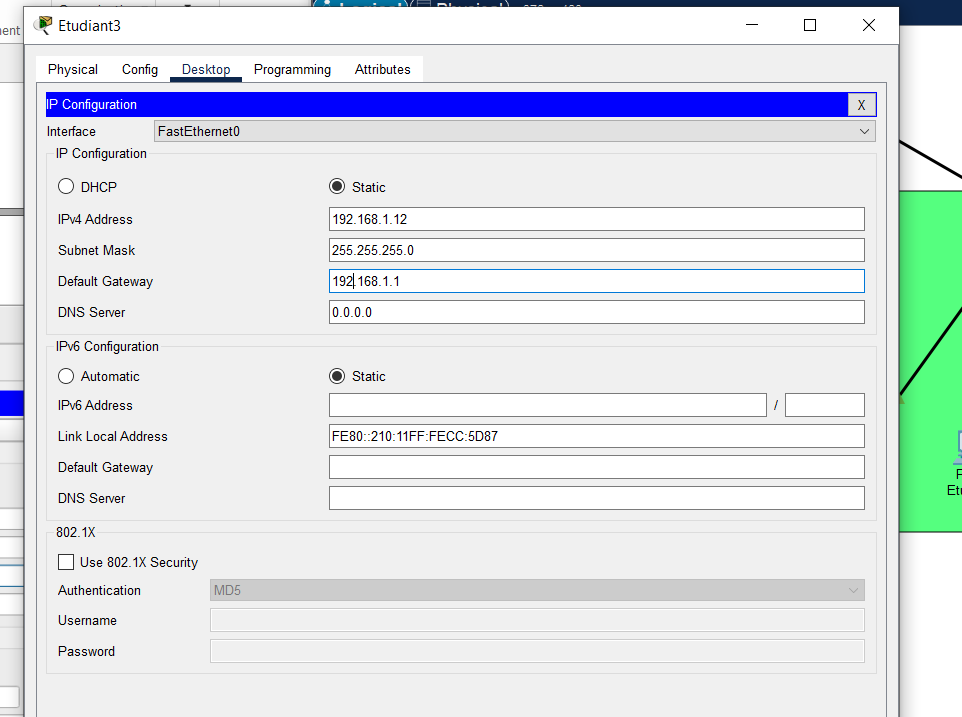 Etudiant3
Physical Config Desktop Programming Attributes
IP Configuration X
Interface FastEthernet0
IP Configuration
DHCP Static
IPv4 Address 192.168.1.12
Subnet Mask 255.255.255.0
Default Gateway 192.168.1.1
DNS Server 0.0.0.0
IPv6 Configuration
Automatic Static
IPv6 Address /
Link Local Address FE80::210:11FF:FECC:5D87
Default Gateway
DNS Server
802.1X
Use 802.1X Security
Authentication MD5
Username
Password